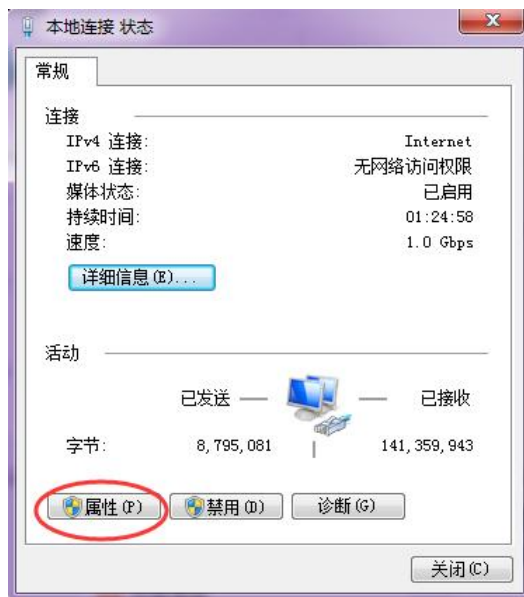 本地连接 状态
常规
连接
IPv4 连接: Internet
IPv6 连接: 无网络访问权限
媒体状态: 已启用
持续时间: 01:24:58
速度: 1.0 Gbps
详细信息(E)...
活动
已发送 — — 已接收
字节: 8,795,081 | 141,359,943
属性(P) 禁用(D) 诊断(G)
关闭(C)